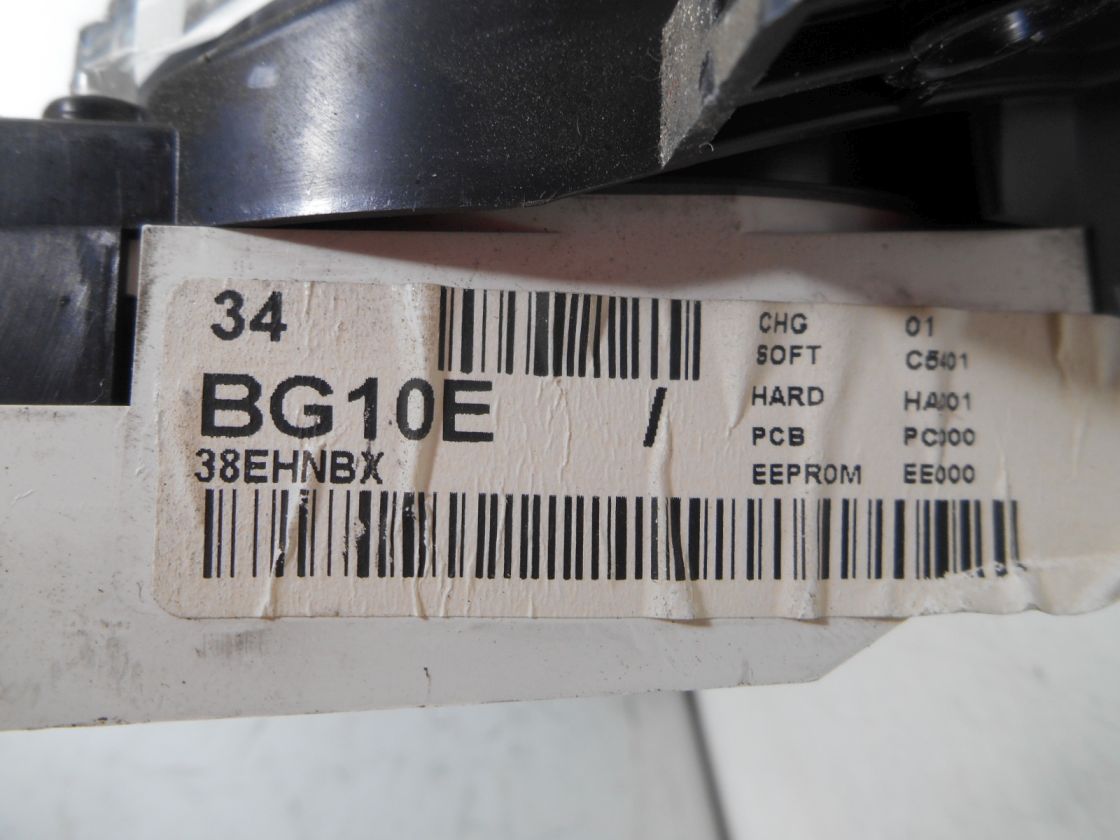 34
BG10E /
38EHNBX
CHG 01
SOFT
HARD
PCB
EEPROM EE000